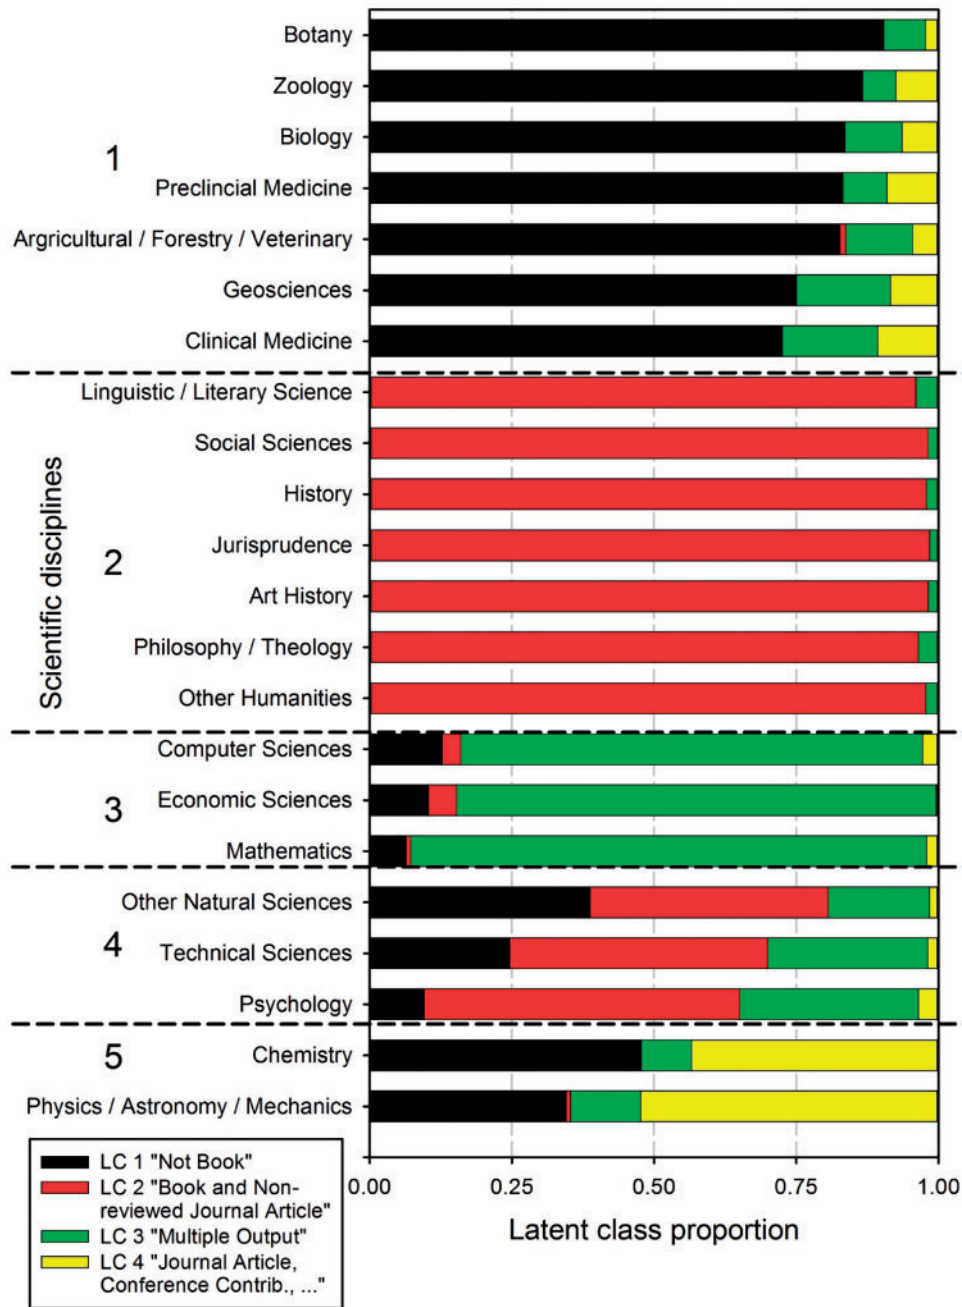 Botany
Zoology
Biology
1
Preclincial Medicine
Argricultural / Forestry / Veterinary
Geosciences
Clinical Medicine
Linguistic / Literary Science
Social Sciences
History
Scientific disciplines
2
Jurisprudence
Art History
Philosophy / Theology
Other Humanities
Computer Sciences
3
Economic Sciences
Mathematics
Other Natural Sciences
4
Technical Sciences
Psychology
5
Chemistry
Physics / Astronomy / Mechanics
0.00 0.25 0.50 0.75 1.00
Latent class proportion
LC 1 "Not Book"
LC 2 "Book and Non-
reviewed Journal Article"
LC 3 "Multiple Output"
LC 4 "Journal Article,
Conference Contrib., ..."